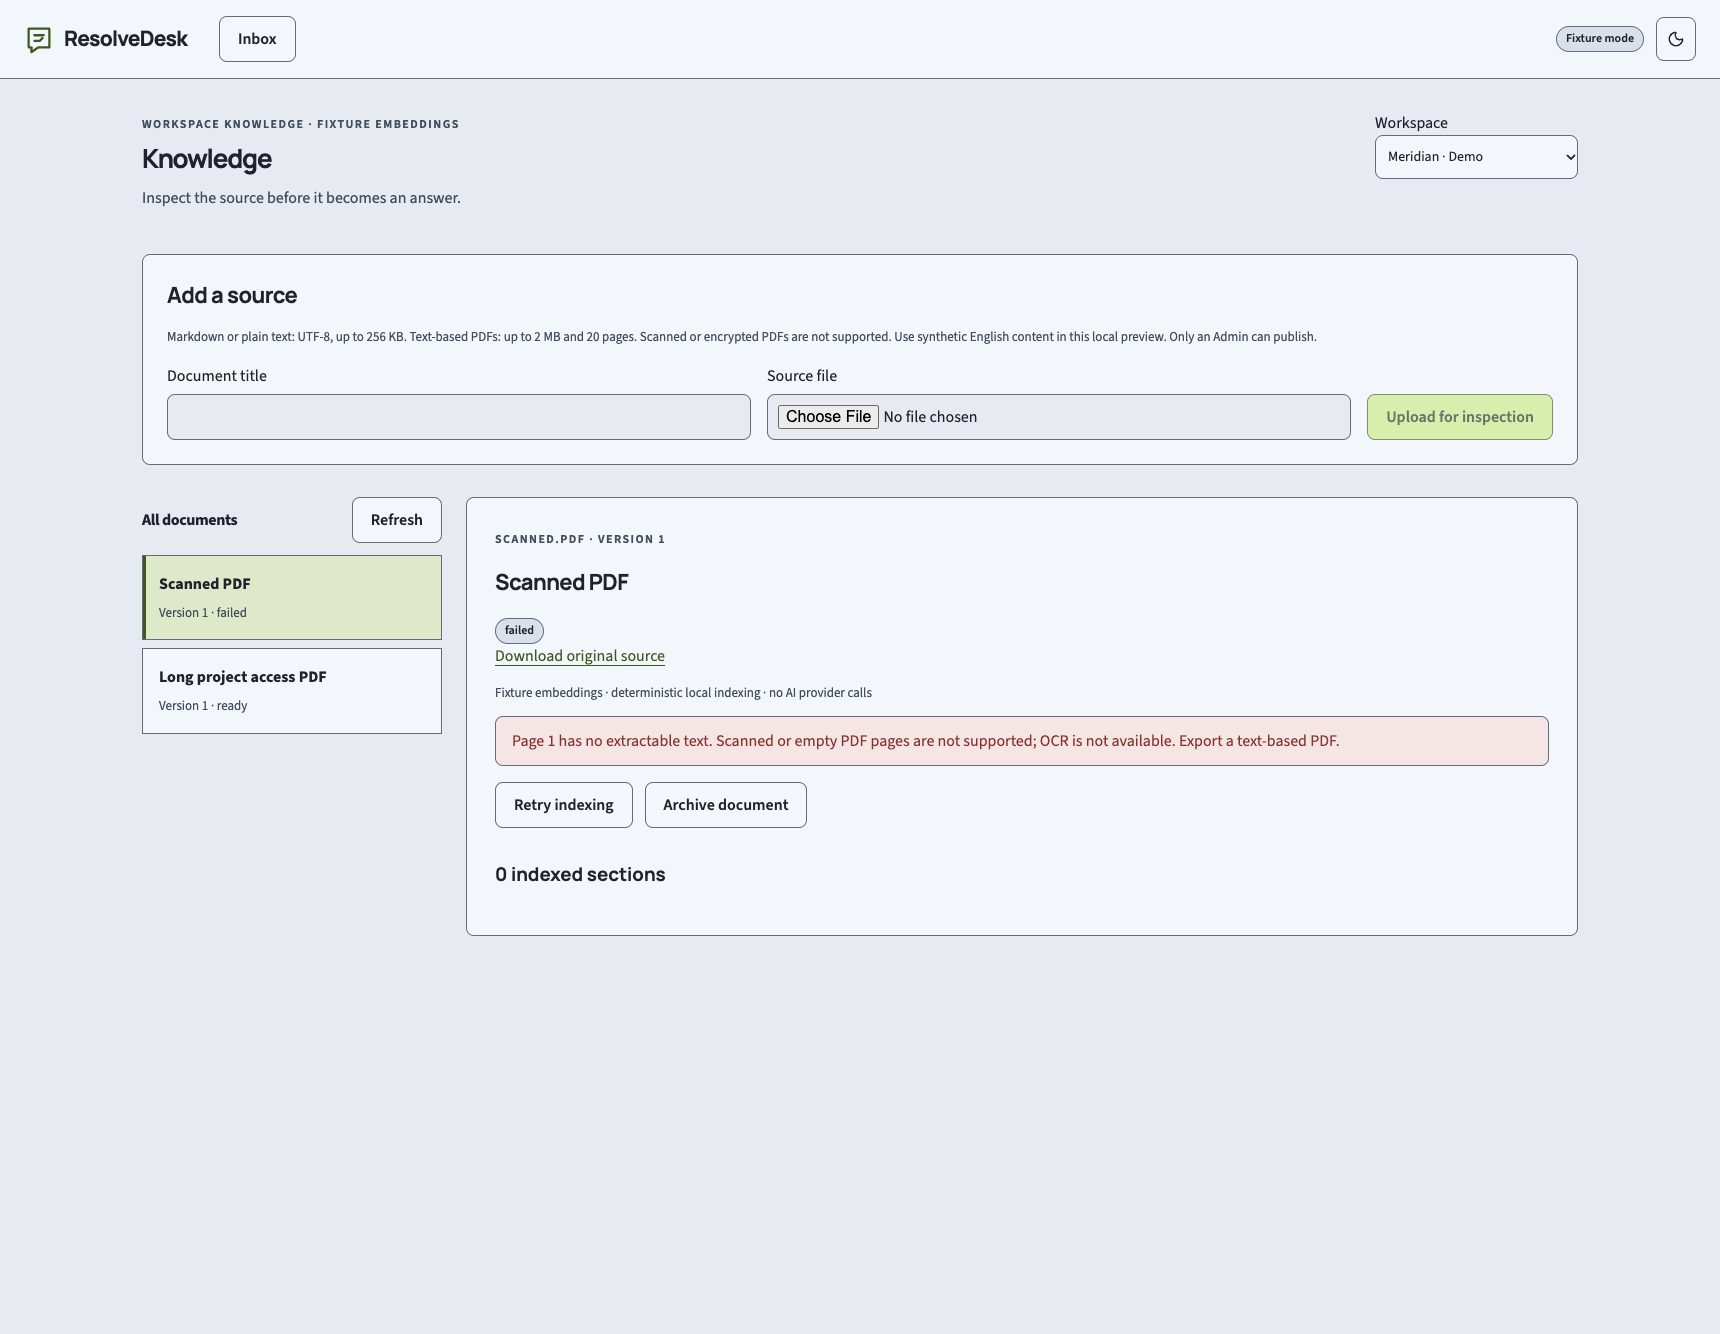 ResolveDesk
Inbox
Fixture mode
WORKSPACE KNOWLEDGE · FIXTURE EMBEDDINGS
Knowledge
Inspect the source before it becomes an answer.
Workspace
Meridian · Demo
Add a source
Markdown or plain text: UTF-8, up to 256 KB. Text-based PDFs: up to 2 MB and 20 pages. Scanned or encrypted PDFs are not supported. Use synthetic English content in this local preview. Only an Admin can publish.
Document title
Source file
Choose File No file chosen
Upload for inspection
All documents
Refresh
Scanned PDF
Version 1 · failed
Long project access PDF
Version 1 · ready
SCANNED.PDF · VERSION 1
Scanned PDF
failed
Download original source
Fixture embeddings · deterministic local indexing · no AI provider calls
Page 1 has no extractable text. Scanned or empty PDF pages are not supported; OCR is not available. Export a text-based PDF.
Retry indexing
Archive document
0 indexed sections